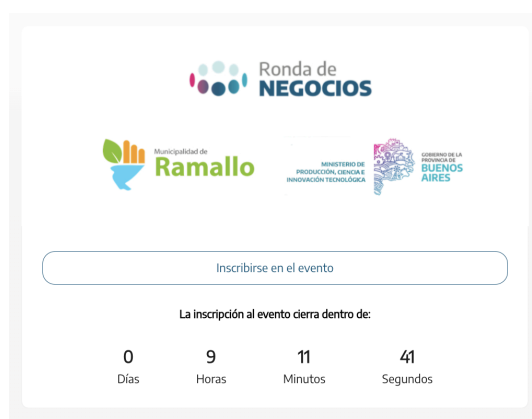 Ronda de
NEGOCIOS
Municipalidad de
Ramallo
MINISTERIO DE
PRODUCCIÓN, CIENCIA E
INNOVACIÓN TECNOLÓGICA
GOBIERNO DE LA
PROVINCIA DE
BUENOS
AIRES
Inscribirse en el evento
La inscripción al evento cierra dentro de:
0 9 11 41
Días Horas Minutos Segundos